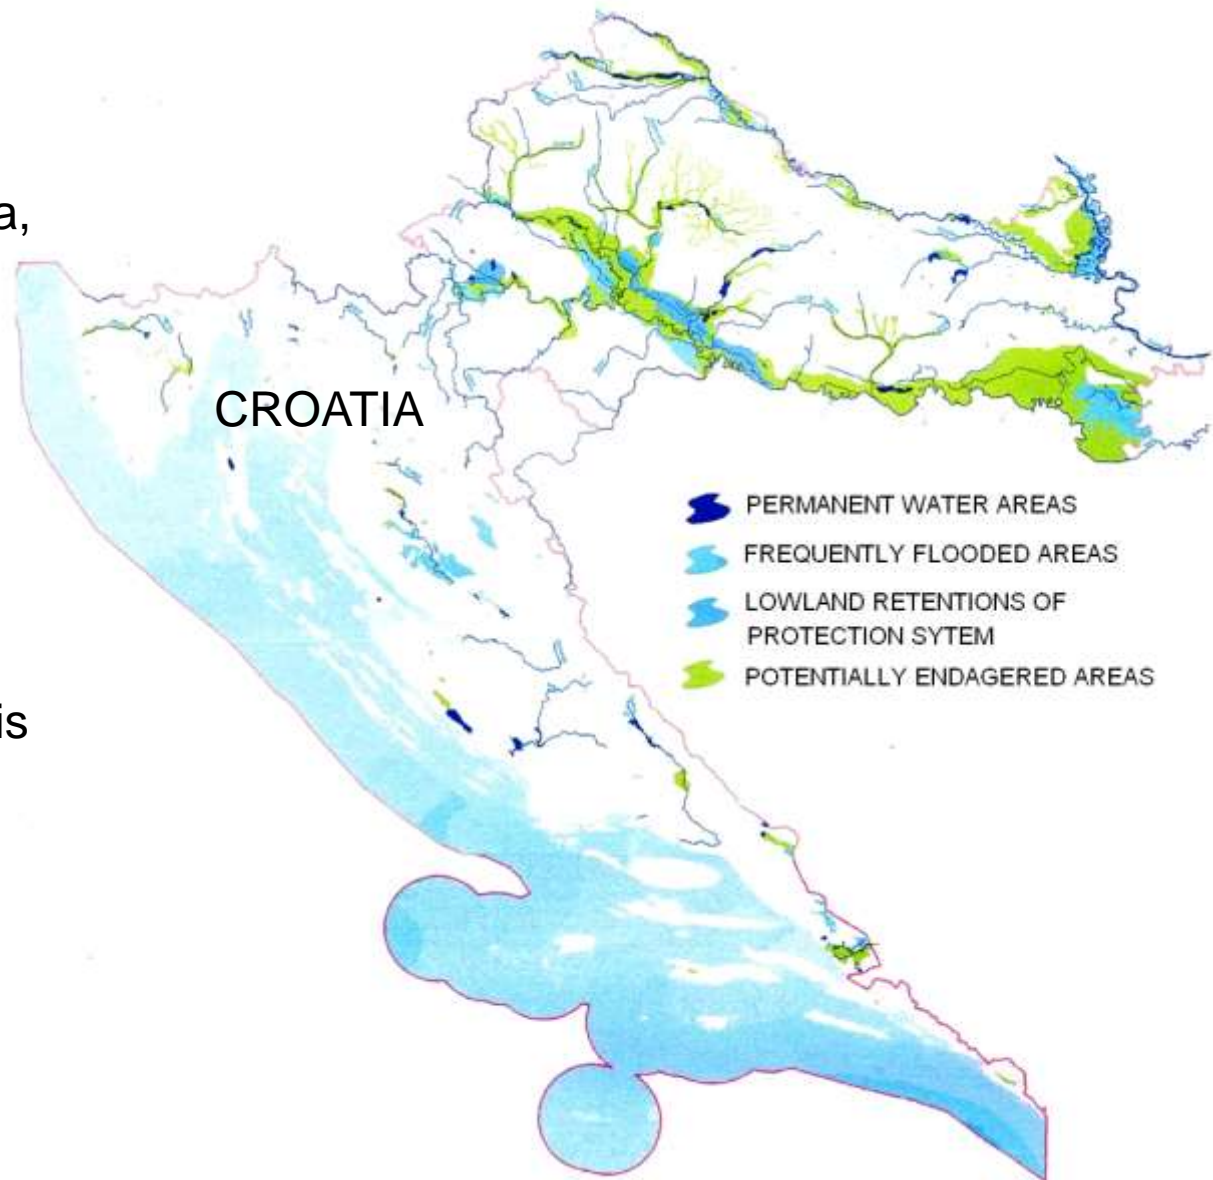 a,
CROATIA
PERMANENT WATER AREAS
FREQUENTLY FLOODED AREAS
LOWLAND RETENTIONS OF
PROTECTION SYTEM
POTENTIALLY ENDAGERED AREAS
is